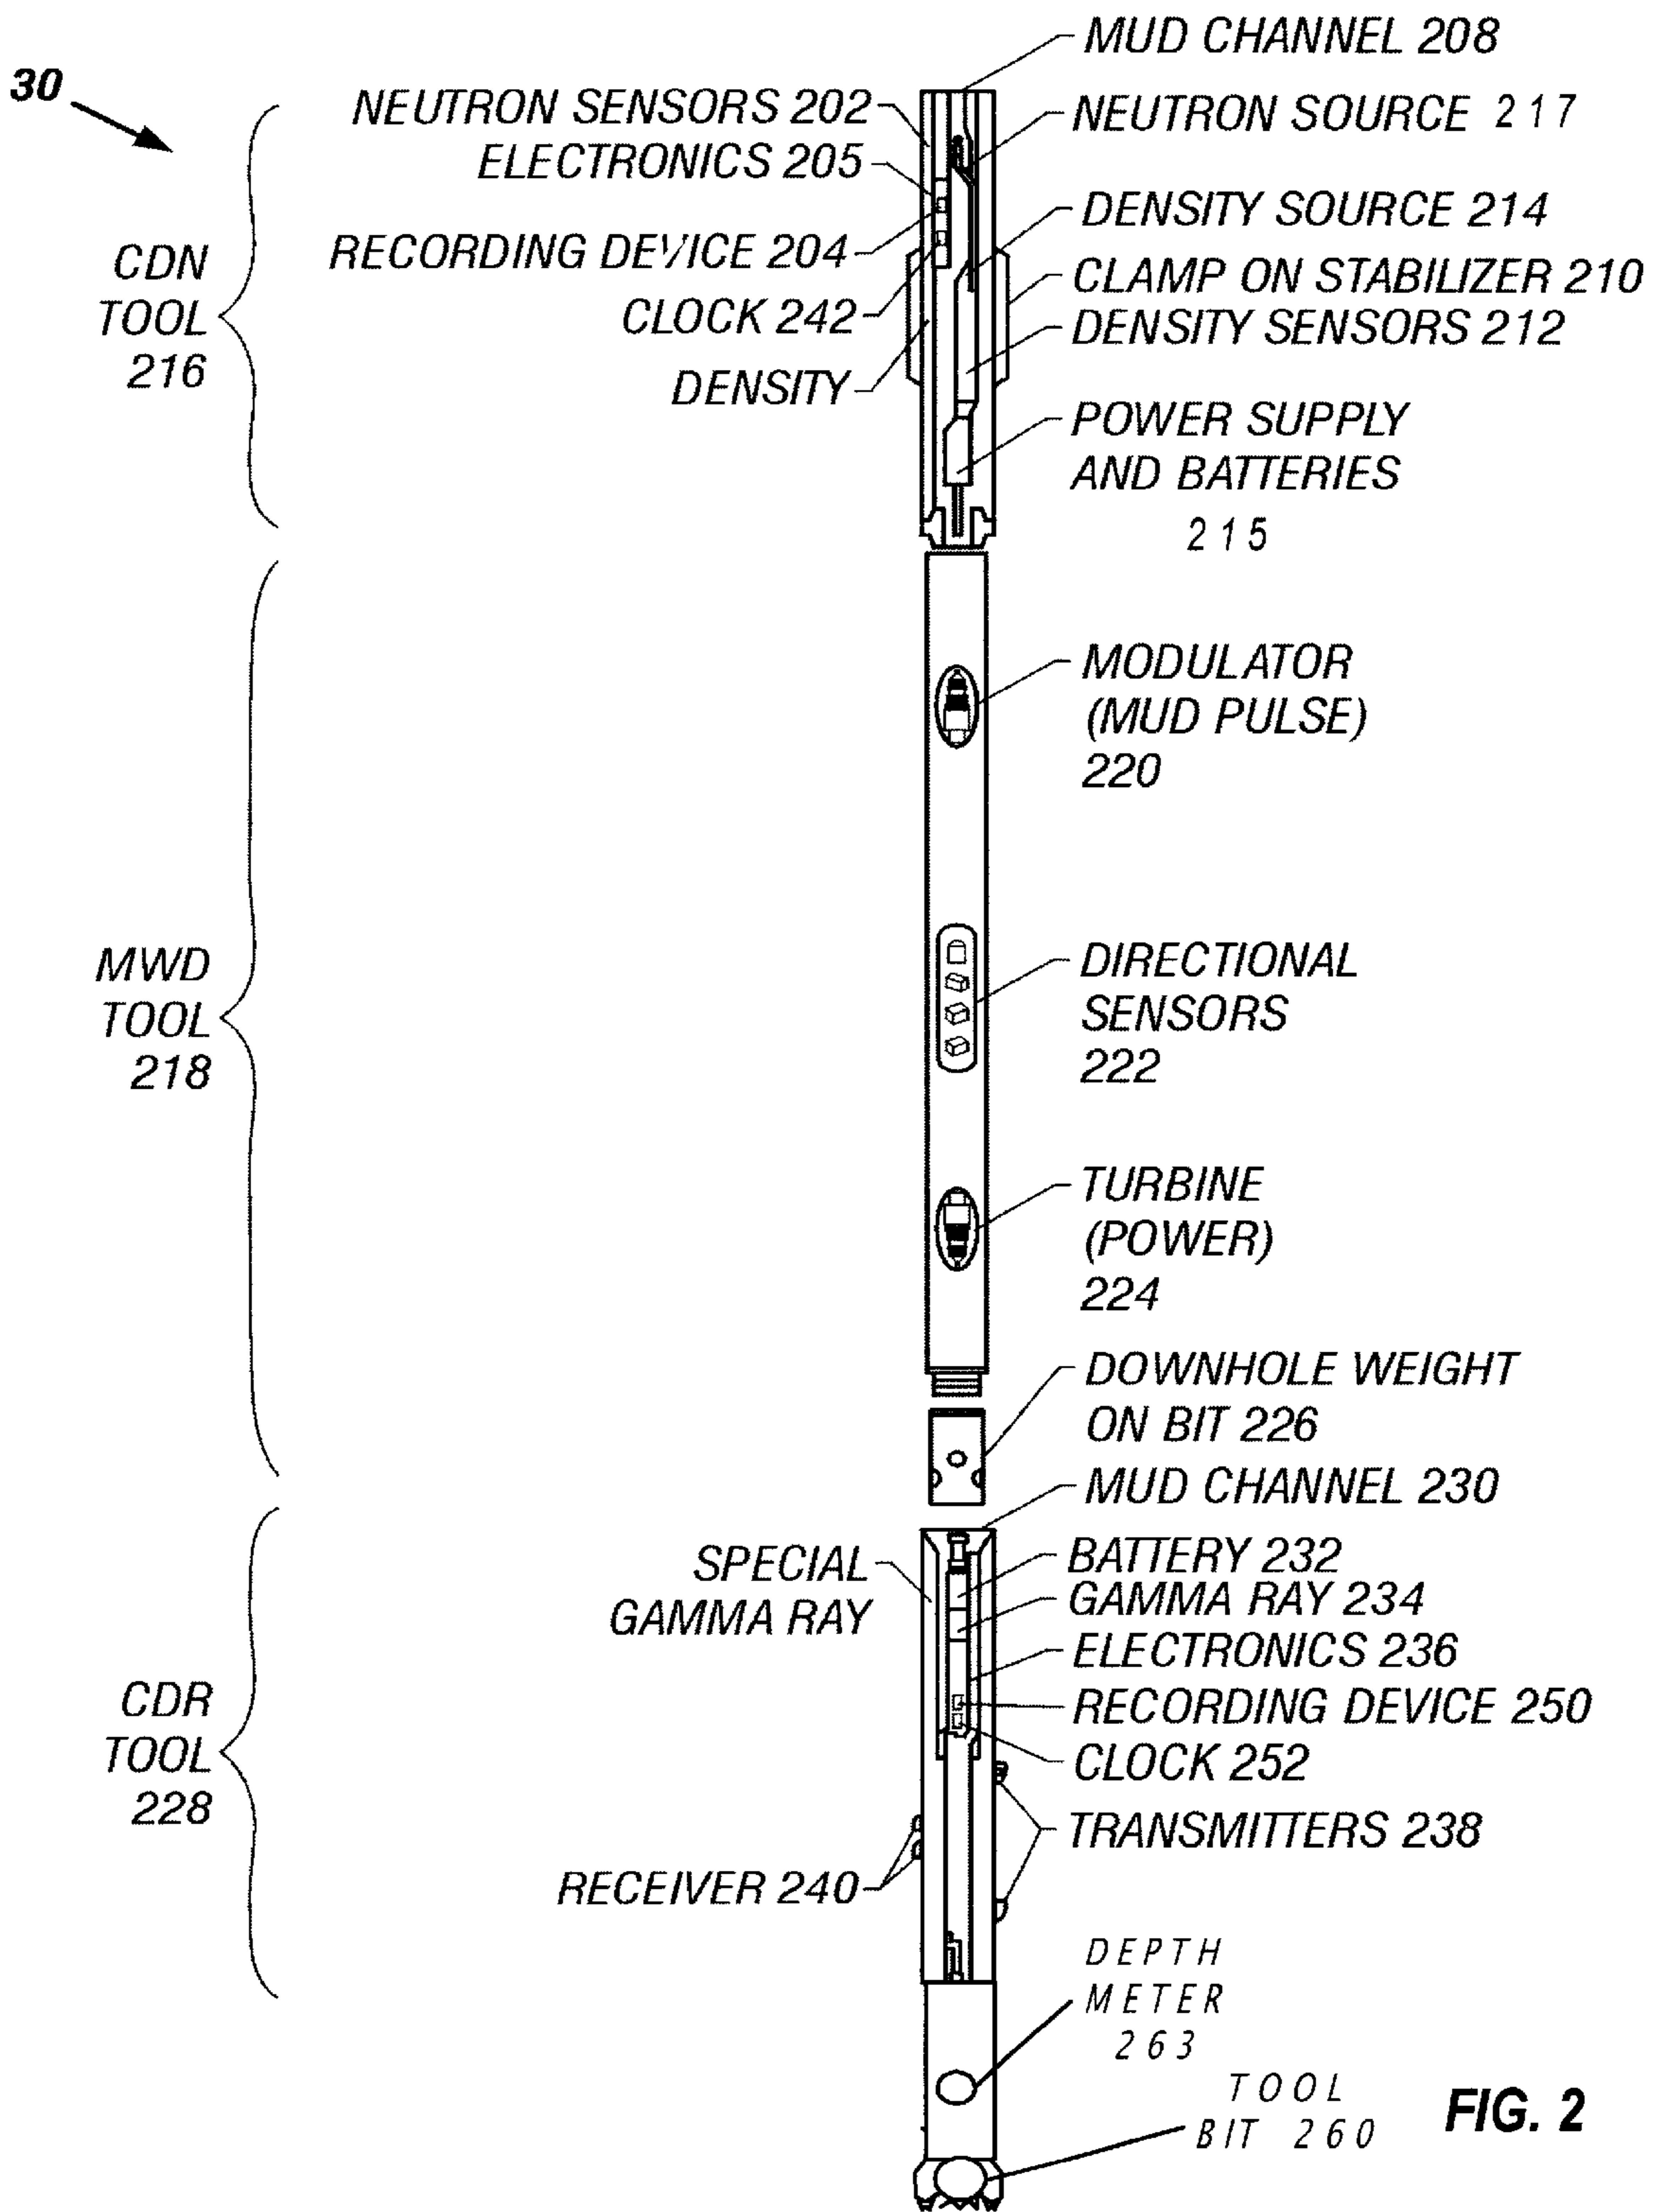 30
MUD CHANNEL 208
NEUTRON SENSORS 202
NEUTRON SOURCE 217
ELECTRONICS 205
DENSITY SOURCE 214
RECORDING DEVICE 204
CDN
TOOL
216
CLAMP ON STABILIZER 210
CLOCK 242
DENSITY SENSORS 212
DENSITY
POWER SUPPLY
AND BATTERIES
215
MODULATOR
(MUD PULSE)
220
MWD
TOOL
218
DIRECTIONAL
SENSORS
222
TURBINE
(POWER)
224
DOWNHOLE WEIGHT
ON BIT 226
MUD CHANNEL 230
SPECIAL
GAMMA RAY
BATTERY 232
GAMMA RAY 234
ELECTRONICS 236
CDR
TOOL
228
RECORDING DEVICE 250
CLOCK 252
TRANSMITTERS 238
RECEIVER 240
DEPTH
METER
263
TOOL
BIT 260
FIG. 2